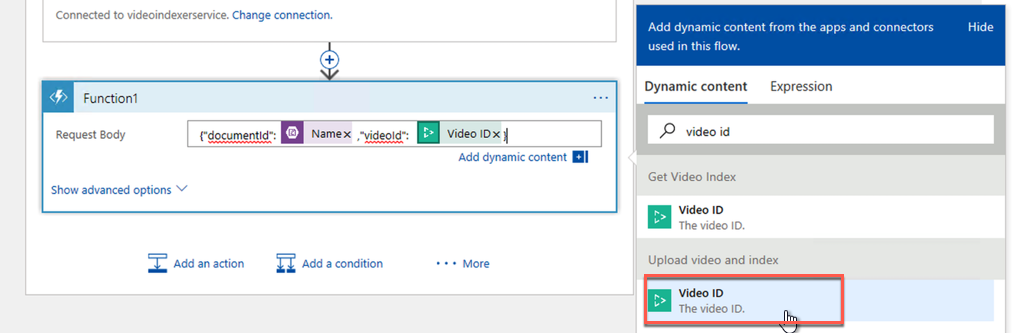 Connected to videoindexerservice. Change connection.
Function1
Request Body
{"documentId": Name x ,"videoId": Video ID x }
Add dynamic content
Show advanced options
Add an action
Add a condition
More
Add dynamic content from the apps and connectors
used in this flow.
Hide
Dynamic content
Expression
video id
Get Video Index
Video ID
The video ID.
Upload video and index
Video ID
The video ID.